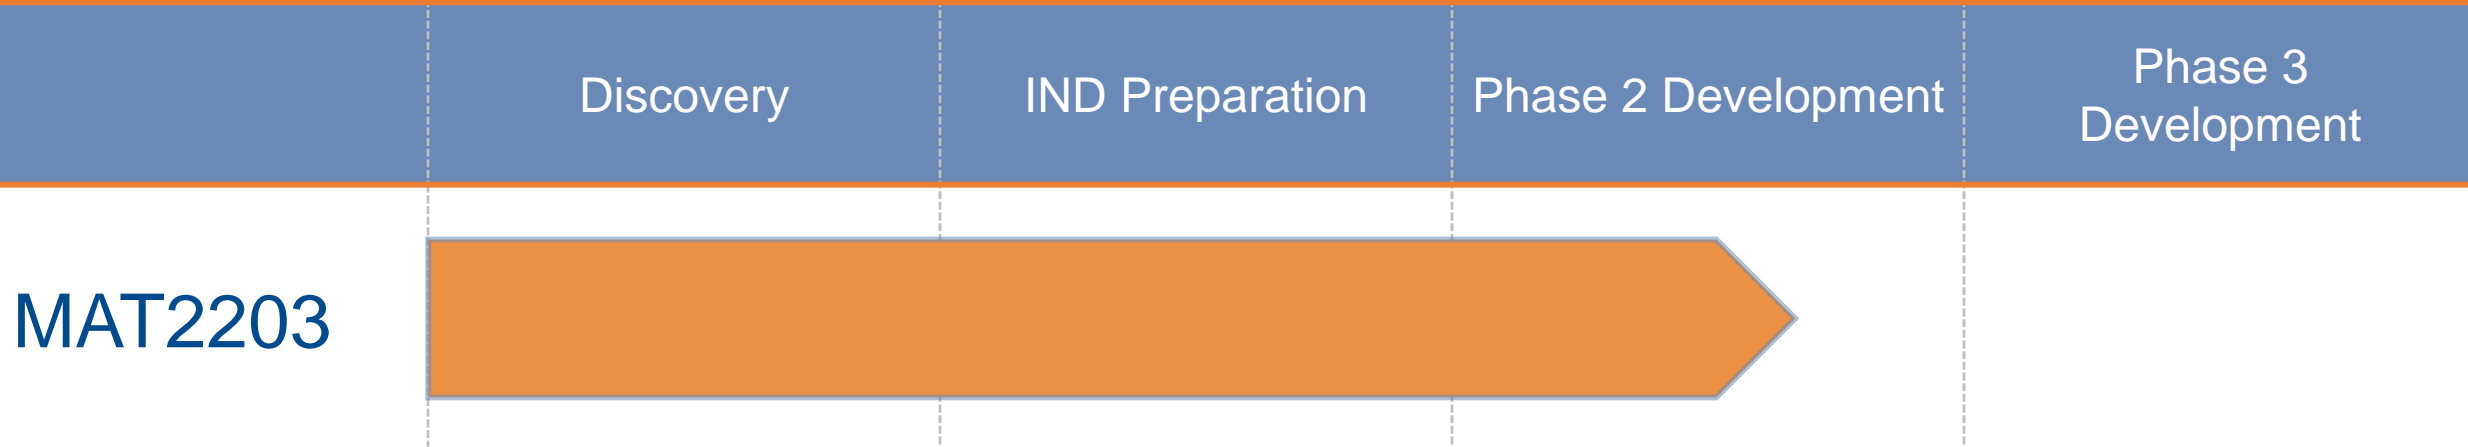 Discovery
IND Preparation
Phase 2 Development
Phase 3
Development
MAT2203